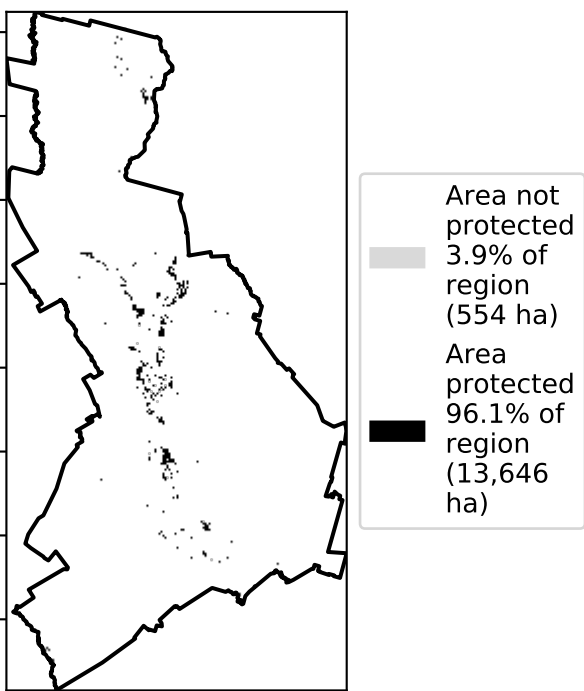 Area not
protected
3.9% of
region
(554 ha)
Area
protected
96.1% of
region
(13,646
ha)